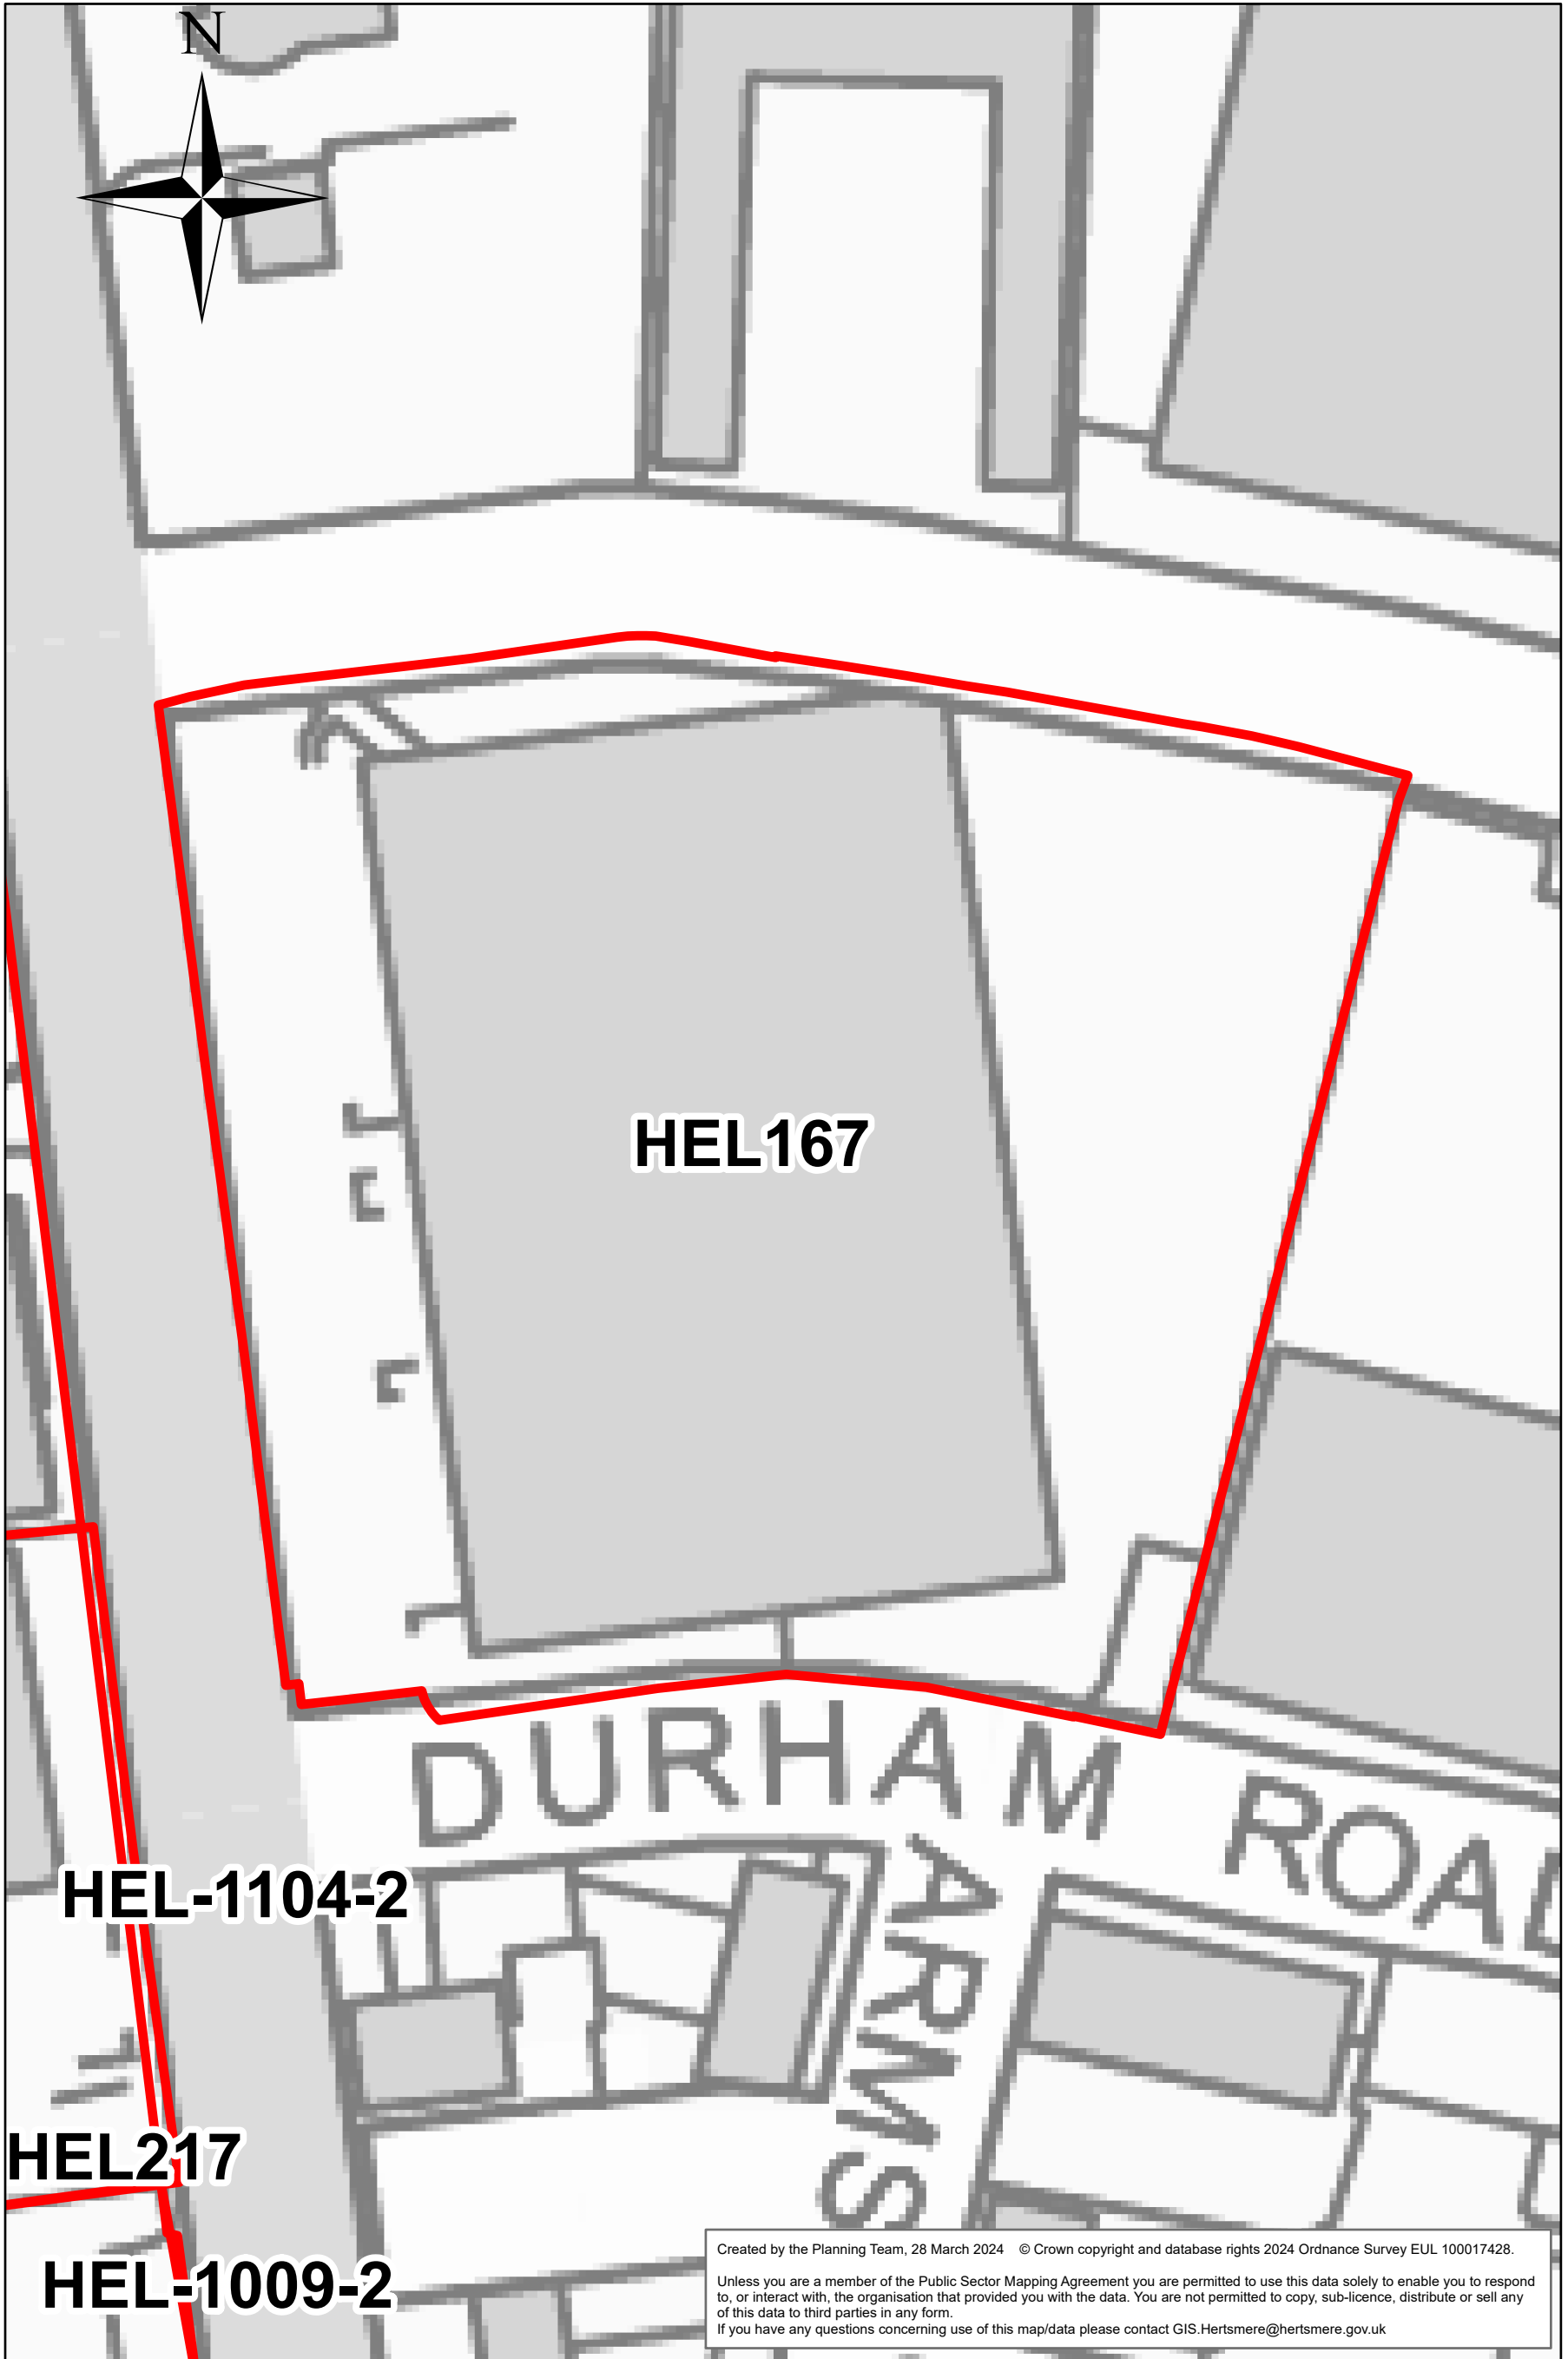 N
HEL167
DURHAM ROAD
HEL-1104-2
HEL217
HEL-1009-2
Created by the Planning Team, 28 March 2024 © Crown copyright and database rights 2024 Ordnance Survey EUL 100017428.
Unless you are a member of the Public Sector Mapping Agreement you are permitted to use this data solely to enable you to respond
to, or interact with, the organisation that provided you with the data. You are not permitted to copy, sub-licence, distribute or sell any
of this data to third parties in any form.
If you have any questions concerning use of this map/data please contact GIS.Hertsmere@hertsmere.gov.uk